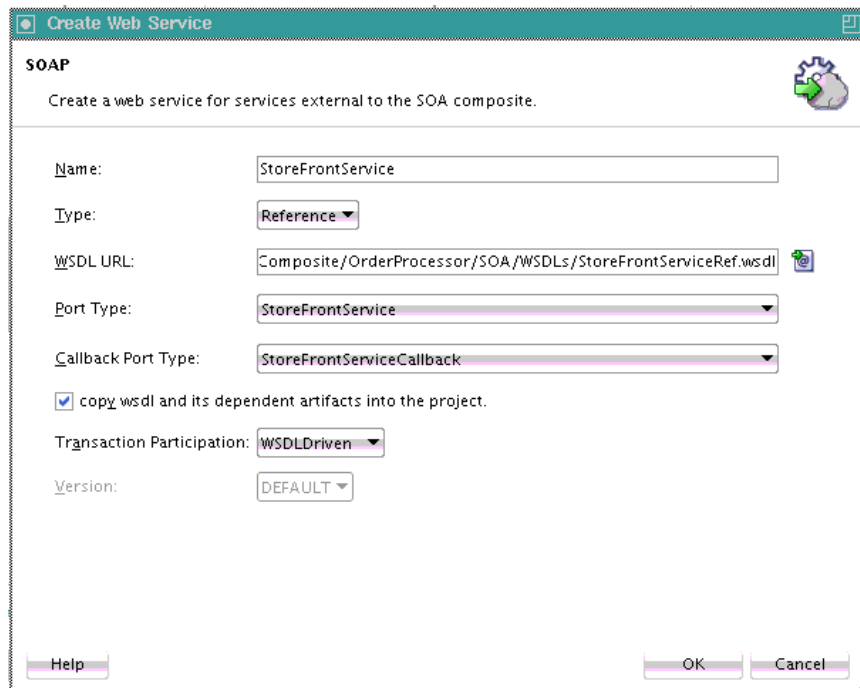 Create Web Service
SOAP
Create a web service for services external to the SOA composite.
Name: StoreFrontService
Type: Reference
WSDL URL: Composite/OrderProcessor/SOA/WSDLs/StoreFrontServiceRef.wsdl
Port Type: StoreFrontService
Callback Port Type: StoreFrontServiceCallback
copy wsdl and its dependent artifacts into the project.
Transaction Participation: WSDLDriven
Version: DEFAULT
Help OK Cancel